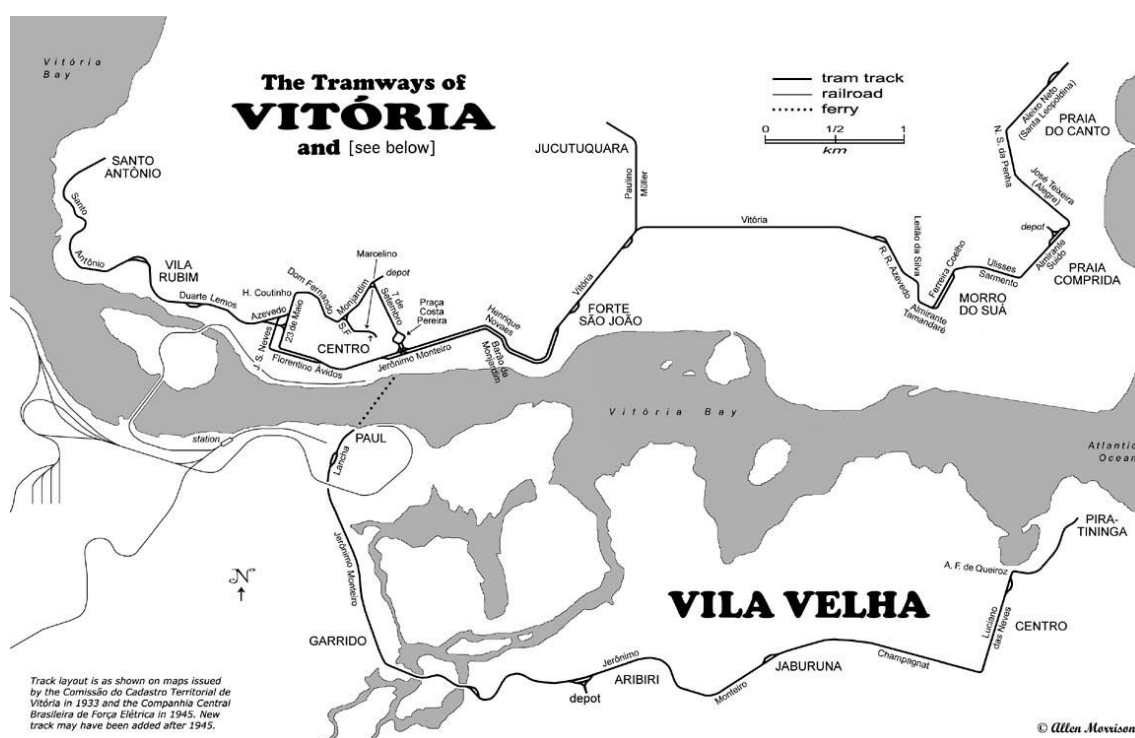 Vitória
Bay
The Tramways of
VITÓRIA
and [see below]
tram track
railroad
ferry
0 1/2 1
km
Aleixo Neto
(Santa Leopoldina)
PRAIA
DO CANTO
N. S. da Penha
José Teixeira
(Alegre)
depot
Almirante
Suido
PRAIA
COMPRIDA
SANTO
ANTÔNIO
Santo
Antônio
JUCUTUQUARA
Paulino
Müller
Vitória
Leitão da Silva
R. R. Azevedo
Ferreira Coelho
Ulisses
Sarmento
MORRO
DO SUÁ
Almirante
Tamandaré
VILA
RUBIM
Duarte Lemos
Marcelino
depot
Dom Fernando
H. Coutinho
Monjardim
7 de
Setembro
Praça
Costa
Pereira
Azevedo
23 de Maio
S.F.
J. S. Neves
CENTRO
Florentino Ávidos
Jerônimo Monteiro
Henrique
Novaes
Barão de
Monjardim
Vitória
FORTE
SÃO JOÃO
Vitória Bay
Atlantic
Ocean
station
PAUL
Lancha
Jerônimo Monteiro
PIRA-
TININGA
A. F. de Queiroz
N
VILA VELHA
Luciano
das Neves
CENTRO
GARRIDO
Jerônimo
ARIBIRI
Monteiro
JABURUNA
Champagnat
depot
Track layout is as shown on maps issued
by the Comissão do Cadastro Territorial de
Vitória in 1933 and the Companhia Central
Brasileira de Força Elétrica in 1945. New
track may have been added after 1945.
© Allen Morrison